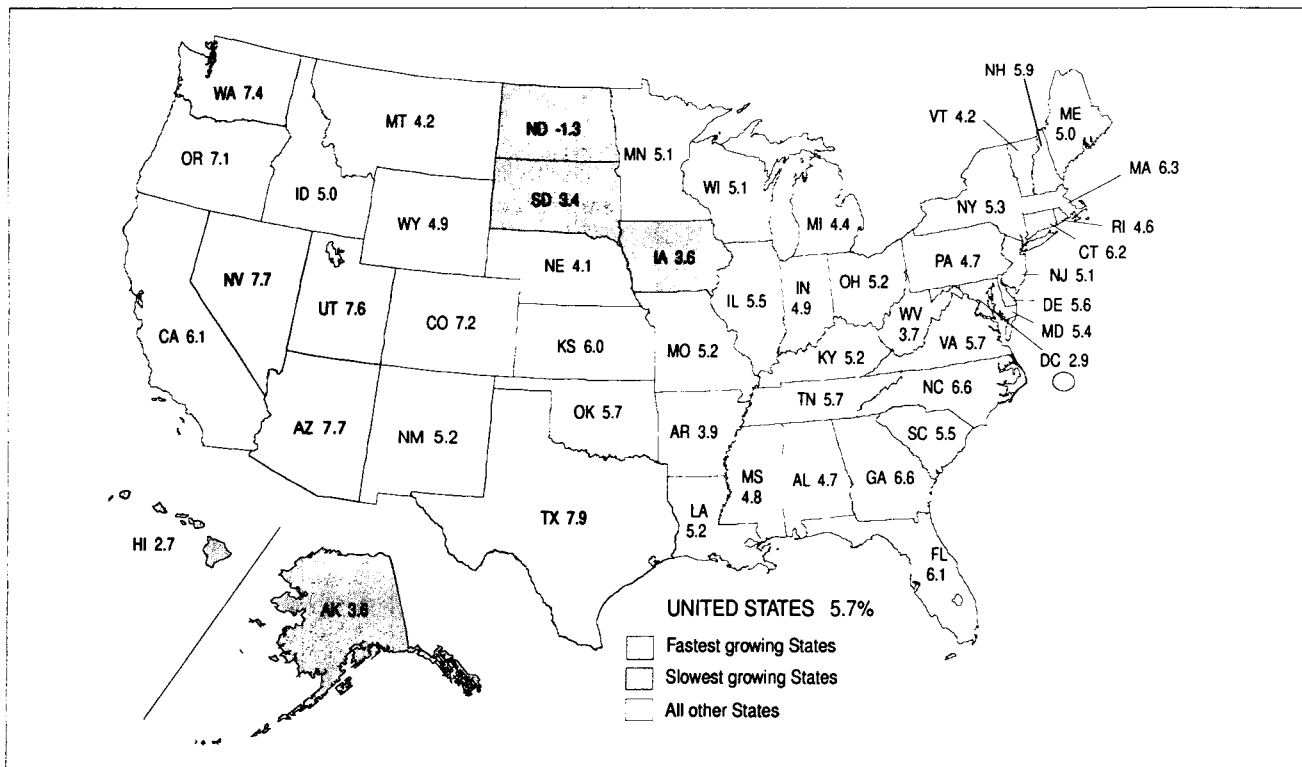 WA 7.4
MT 4.2
ND -1.3
MN 5.1
NH 5.9
VT 4.2
ME
5.0
OR 7.1
ID 5.0
SD 3.4
WI 5.1
MA 6.3
WY 4.9
MI 4.4
NY 5.3
RI 4.6
CT 6.2
NV 7.7
UT 7.6
NE 4.1
IA 3.6
PA 4.7
NJ 5.1
CA 6.1
CO 7.2
IL 5.5
IN
4.9
OH 5.2
DE 5.6
WV
3.7
MD 5.4
KS 6.0
MO 5.2
KY 5.2
VA 5.7
DC 2.9
AZ 7.7
NM 5.2
OK 5.7
AR 3.9
TN 5.7
NC 6.6
SC 5.5
MS
4.8
AL 4.7
GA 6.6
TX 7.9
LA
5.2
HI 2.7
FL
6.1
AK 3.6
UNITED STATES 5.7%
Fastest growing States
Slowest growing States
All other States